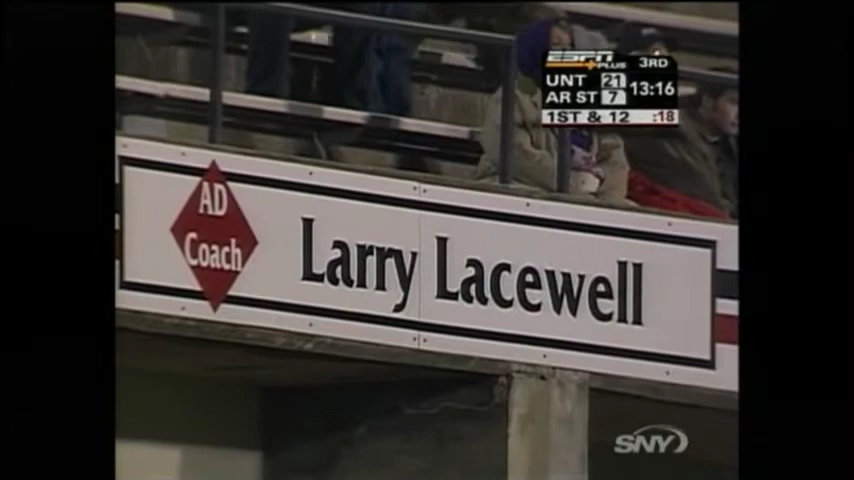 ESPN PLUS 3RD
UNT 21
13:16
AR ST 7
1ST & 12 :18
AD
Coach
Larry Lacewell
SNY